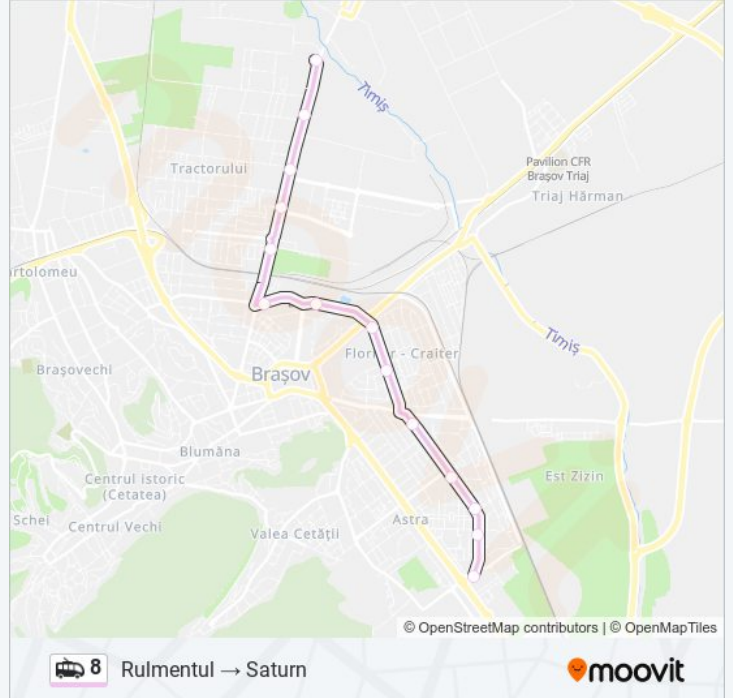 Timiș
Tractorului
Pavilion CFR
Brașov Triaj
Triaj Hărman
artolomeu
Timiș
Florilor - Craiter
Brașovechi
Brașov
Blumăna
Centrul istoric
(Cetatea)
Est Zizin
Schei
Centrul Vechi
Valea Cetății
Astra
© OpenStreetMap contributors | © OpenMapTiles
8 Rulmentul → Saturn
moovit